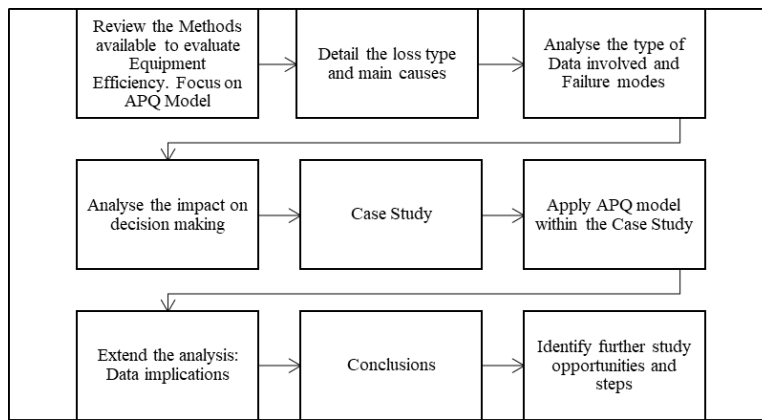 Review the Methods
available to evaluate
Equipment
Efficiency. Focus on
APQ Model
Detail the loss type
and main causes
Analyse the type of
Data involved and
Failure modes
Analyse the impact on
decision making
Case Study
Apply APQ model
within the Case Study
Extend the analysis:
Data implications
Conclusions
Identify further study
opportunities and
steps